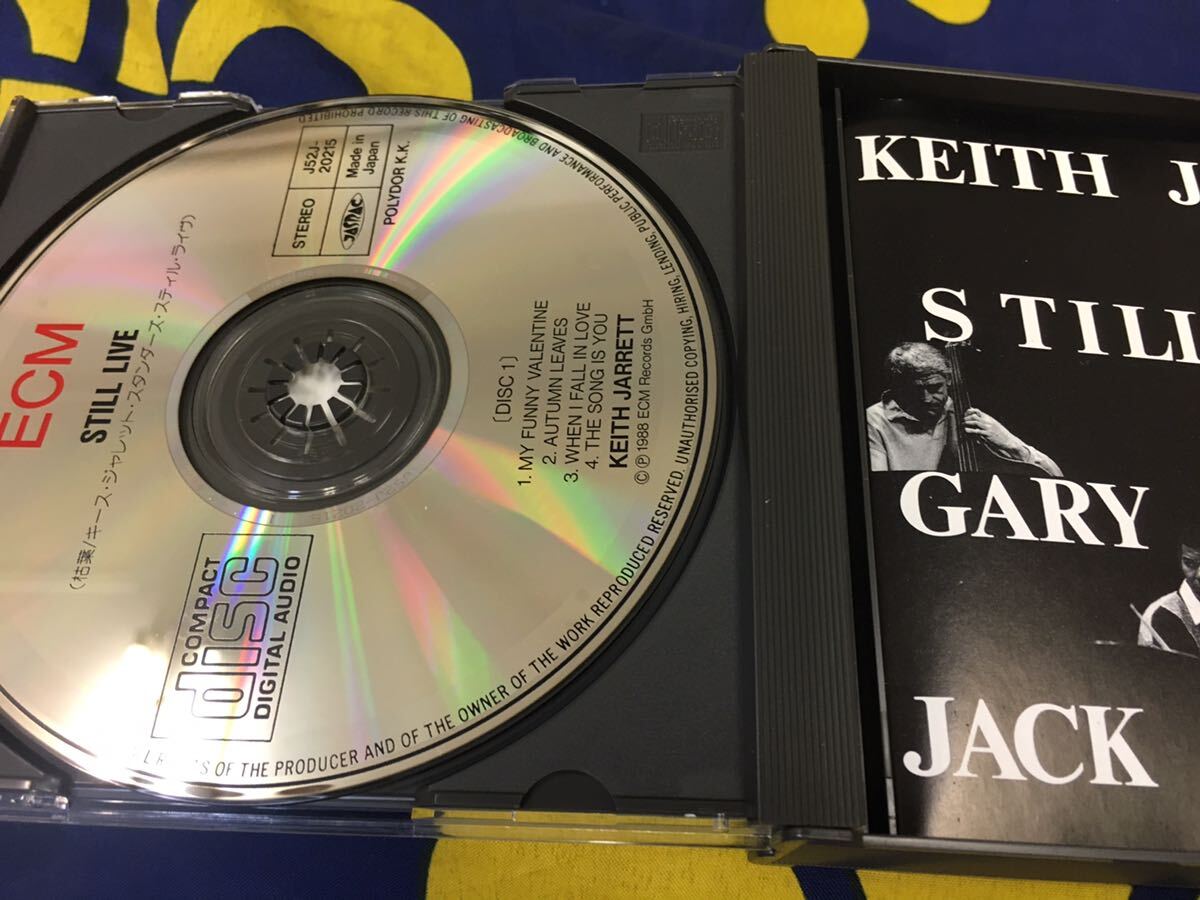 ECM
STILL LIVE
(枯葉/キース・ジャレット・スタンダーズ・スティル・ライヴ)
J52J-
20215
Made in
Japan
STEREO
JASRAC
POLYDOR K.K.
[DISC 1]
1. MY FUNNY VALENTINE
2. AUTUMN LEAVES
3. WHEN I FALL IN LOVE
4. THE SONG IS YOU
KEITH JARRETT
©℗ 1988 ECM Records GmbH
COMPACT
disc
DIGITAL AUDIO
OF THE PRODUCER AND OF THE OWNER OF THE WORK REPRODUCED RESERVED. UNAUTHORISED COPYING, HIRING, LENDING, PUBLIC PERFORMANCE AND BROADCASTING OF THIS RECORD PROHIBITED
KEITH J
STILL
GARY
JACK